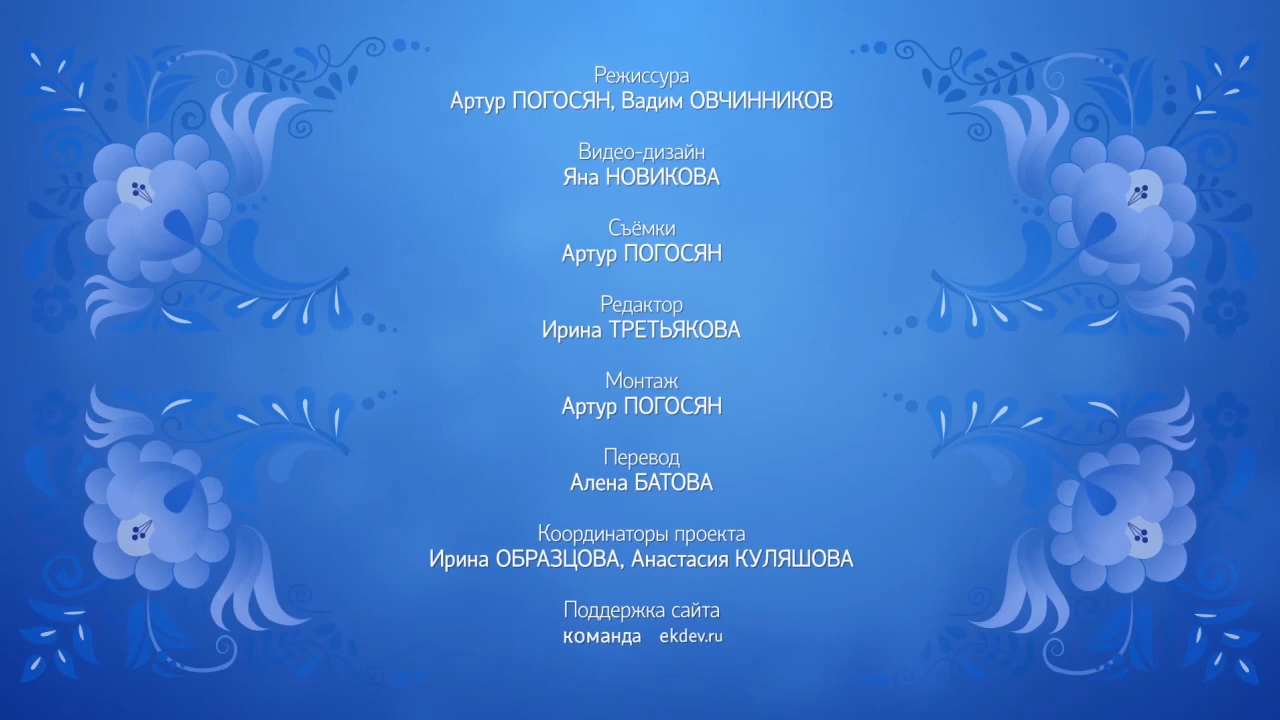 Режиссура
Артур ПОГОСЯН, Вадим ОВЧИННИКОВ
Видео-дизайн
Яна НОВИКОВА
Съёмки
Артур ПОГОСЯН
Редактор
Ирина ТРЕТЬЯКОВА
Монтаж
Артур ПОГОСЯН
Перевод
Алена БАТОВА
Координаторы проекта
Ирина ОБРАЗЦОВА, Анастасия КУЛЯШОВА
Поддержка сайта
команда ekdev.ru